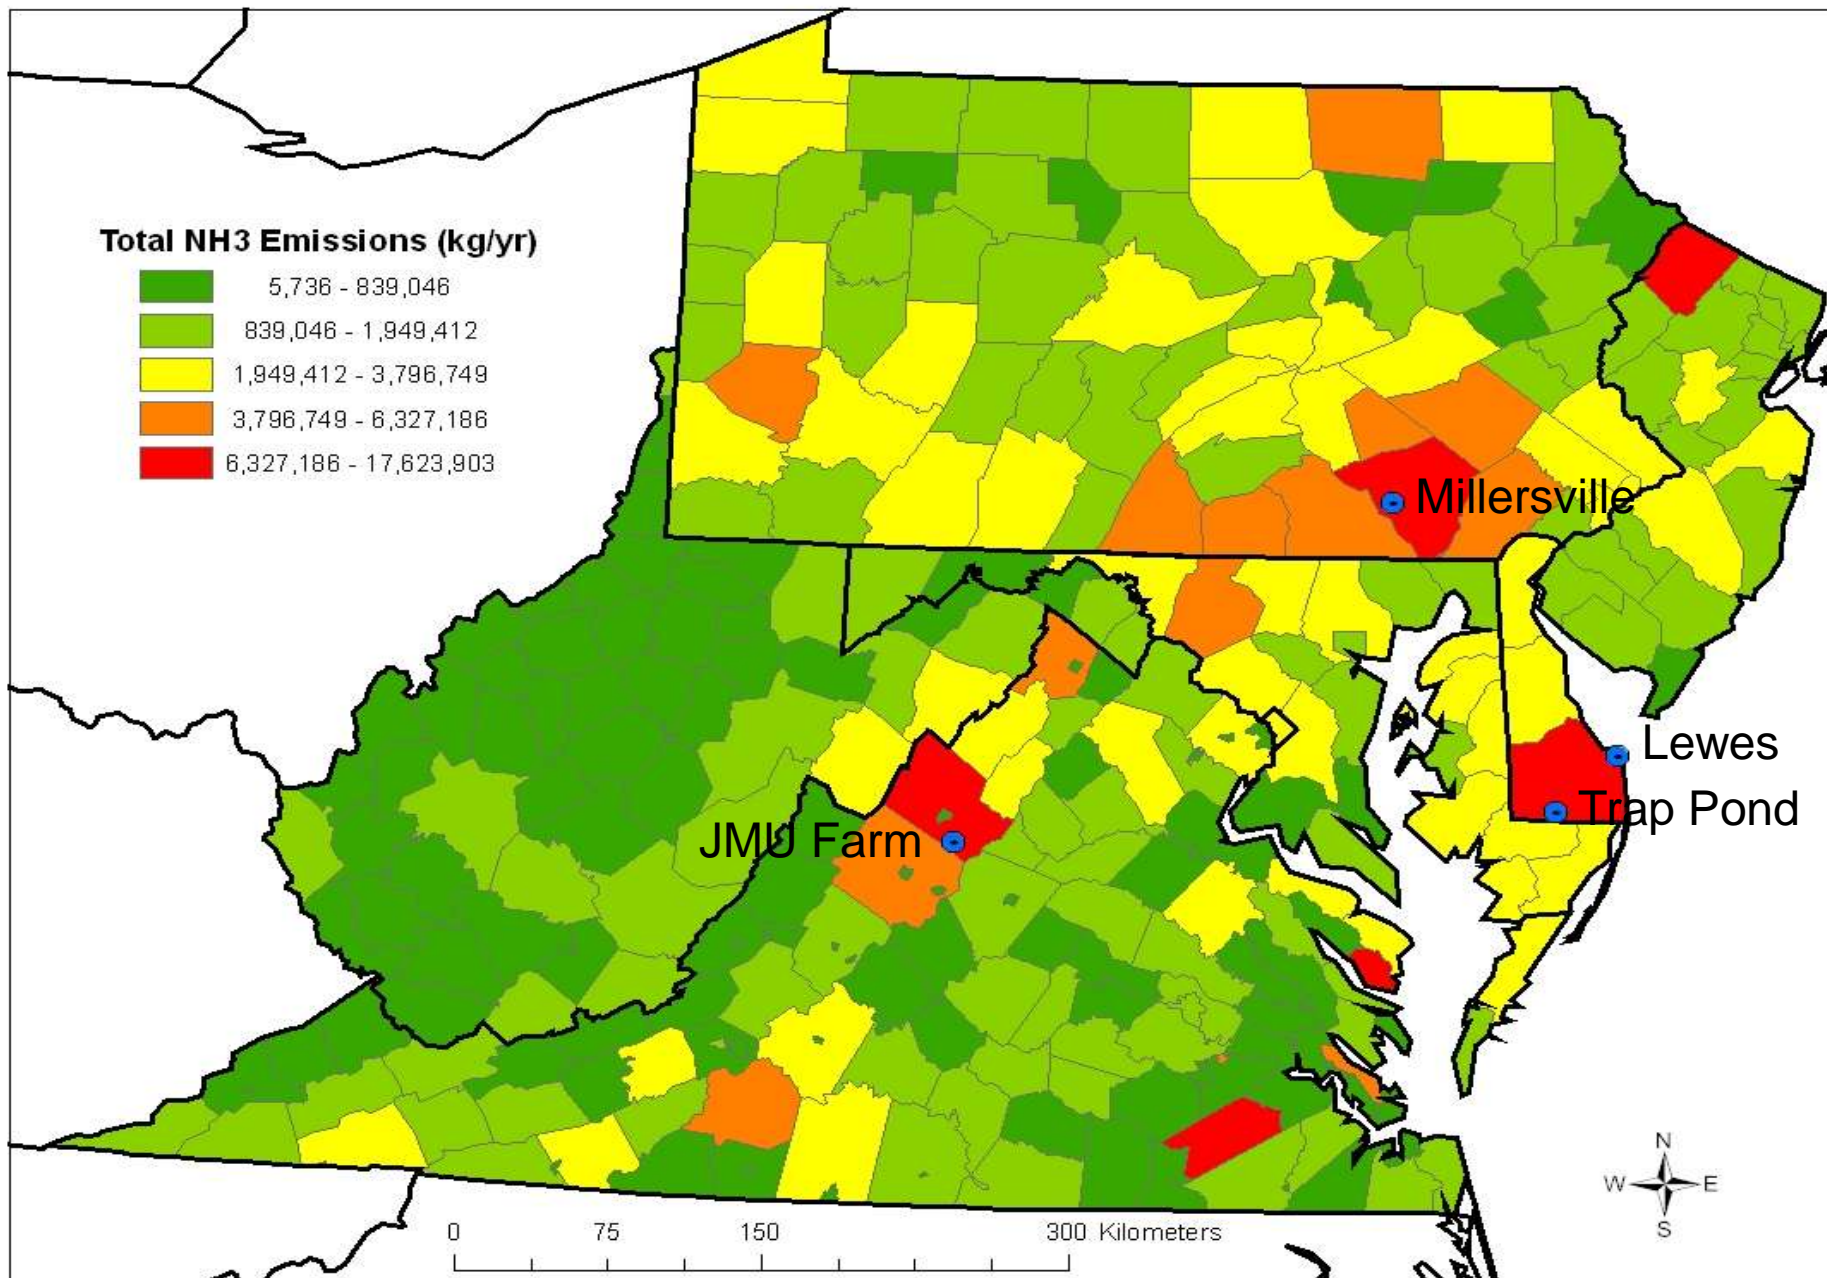 Total NH3 Emissions (kg/yr)
5,736 - 839,046
839,046 - 1,949,412
1,949,412 - 3,796,749
3,796,749 - 6,327,186
6,327,186 - 17,623,903
Millersville
Lewes
Trap Pond
JMU Farm
N
W E
S
0 75 150 300 Kilometers